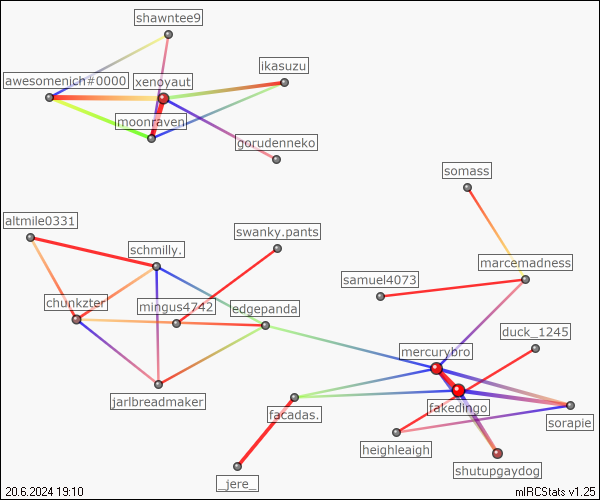 shawntee9
ikasuzu
awesomenich#0000
xenoyaut
moonraven
gorudenneko
somass
altmile0331
swanky.pants
schmilly.
marcemadness
samuel4073
chunkzter
mingus4742
edgepanda
duck_1245
mercurybro
jarlbreadmaker
facadas.
fakedingo
sorapie
heighleaigh
shutupgaydog
_jere_
20.6.2024 19:10
mIRCStats v1.25